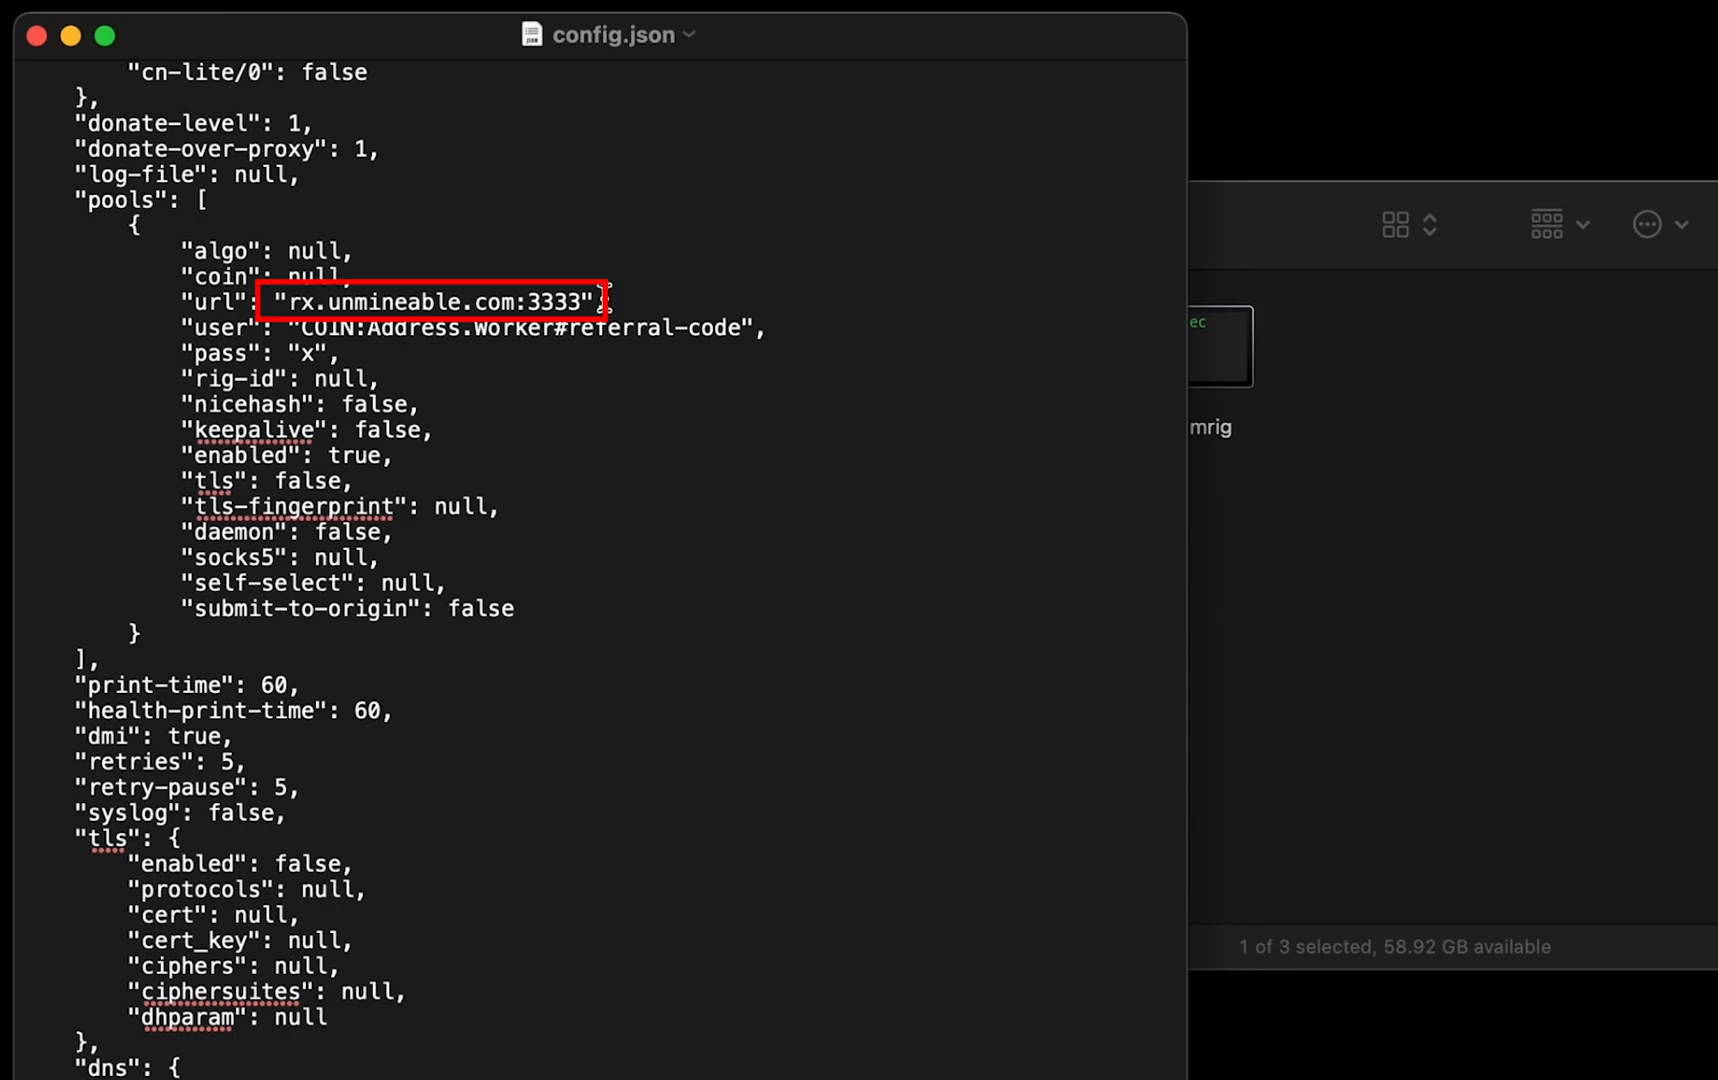 config.json
"cn-lite/0": false
},
"donate-level": 1,
"donate-over-proxy": 1,
"log-file": null,
"pools": [
{
"algo": null,
"coin": null,
"url": "rx.unmineable.com:3333",
"user": "COIN:Address.Worker#referral-code",
"pass": "x",
"rig-id": null,
"nicehash": false,
"keepalive": false,
"enabled": true,
"tls": false,
"tls-fingerprint": null,
"daemon": false,
"socks5": null,
"self-select": null,
"submit-to-origin": false
}
],
"print-time": 60,
"health-print-time": 60,
"dmi": true,
"retries": 5,
"retry-pause": 5,
"syslog": false,
"tls": {
"enabled": false,
"protocols": null,
"cert": null,
"cert_key": null,
"ciphers": null,
"ciphersuites": null,
"dhparam": null
},
"dns": {
ec
mrig
1 of 3 selected, 58.92 GB available